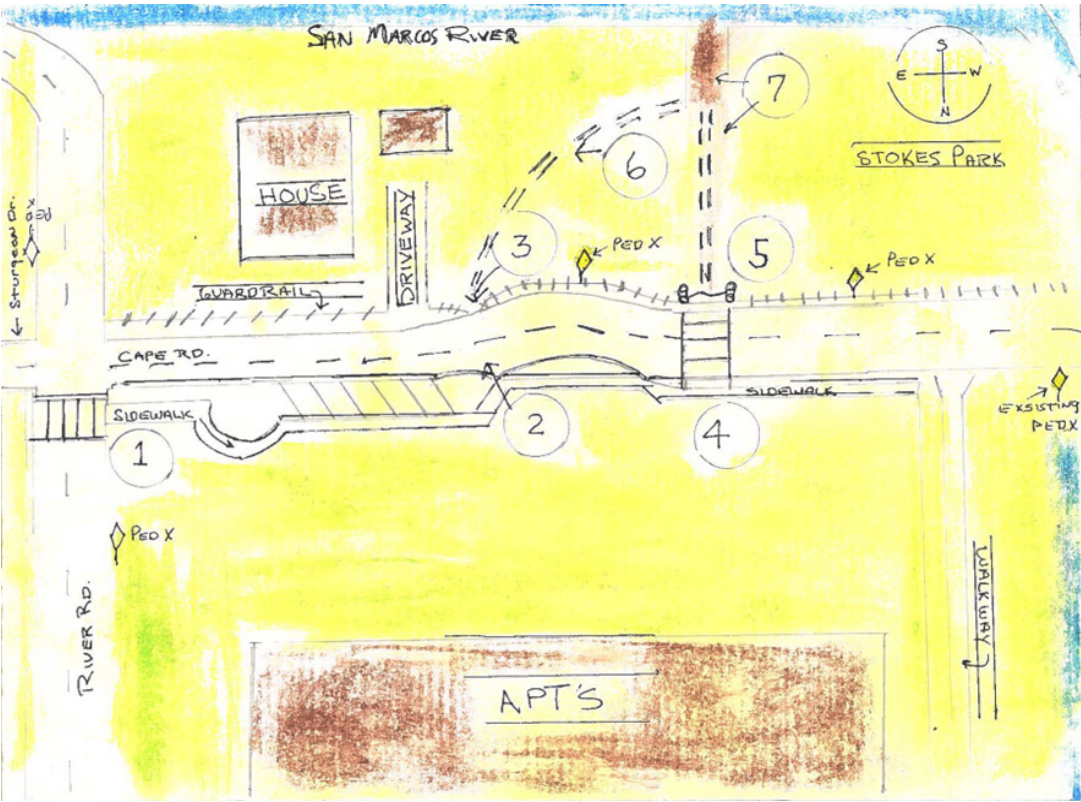 SAN MARCOS RIVER
S
E W
N
STOKES PARK
7
6
HOUSE
DRIVEWAY
3
PED X
5
PED X
Sturgeon Dr.
GUARDRAIL
CAPE RD.
SIDEWALK
SIDEWALK
EXSISTING
PED X
1
2
4
PED X
RIVER RD.
WALKWAY
APT'S